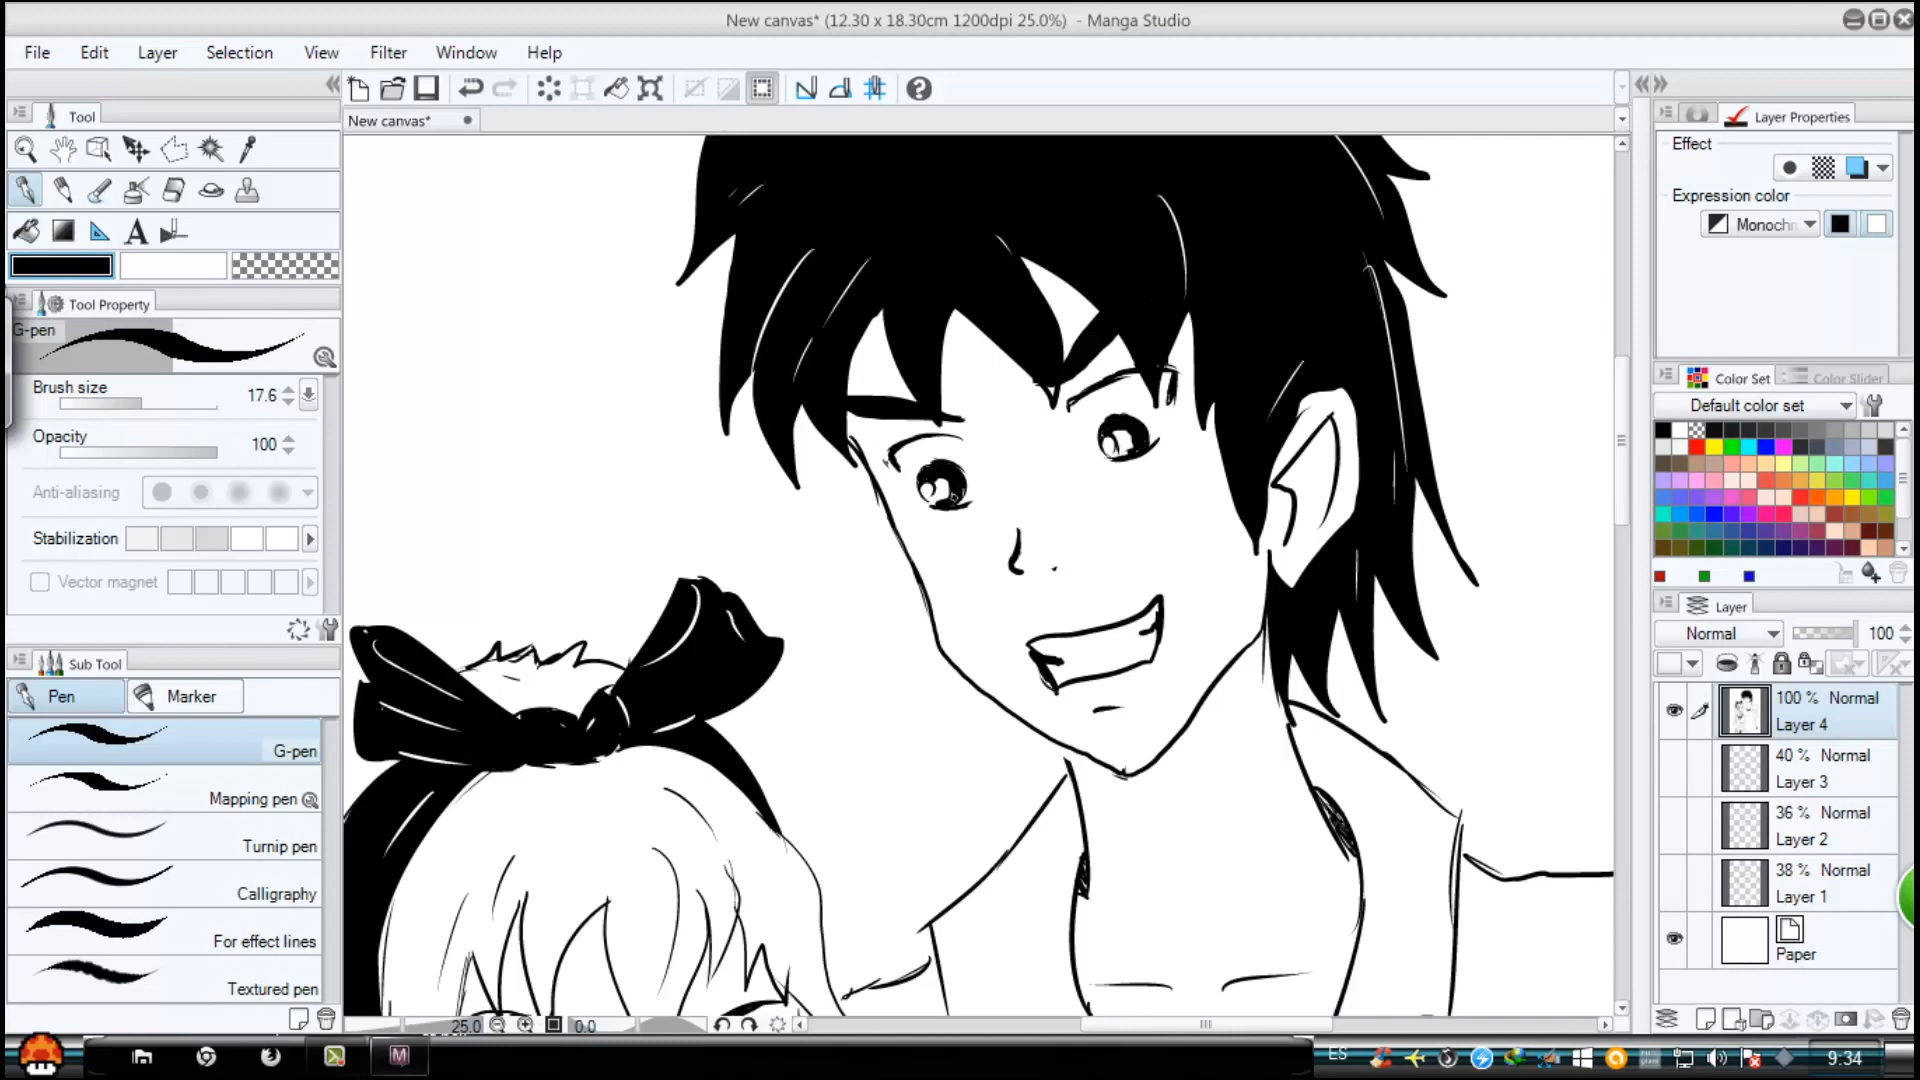 New canvas* (12.30 x 18.30cm 1200dpi 25.0%) - Manga Studio
File Edit Layer Selection View Filter Window Help
Tool
New canvas*
Layer Properties
Effect
Expression color
Monochr
Tool Property
G-pen
Brush size 17.6
Opacity 100
Anti-aliasing
Stabilization
Vector magnet
Sub Tool
Pen Marker
G-pen
Mapping pen
Turnip pen
Calligraphy
For effect lines
Textured pen
Color Set Color Slider
Default color set
Layer
Normal 100
100 % Normal
Layer 4
40 % Normal
Layer 3
36 % Normal
Layer 2
38 % Normal
Layer 1
Paper
25.0 0.0
ES 9:34